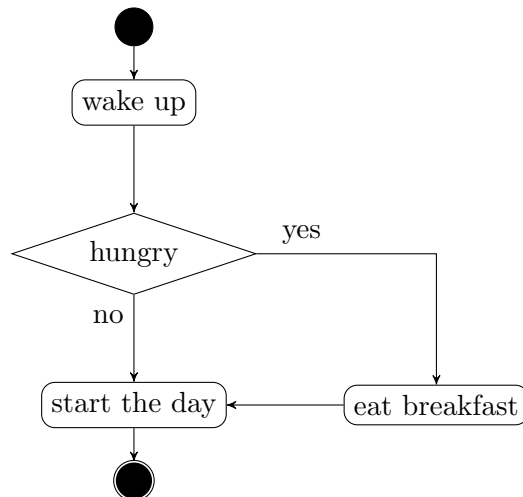 wake up
yes
hungry
no
start the day
eat breakfast